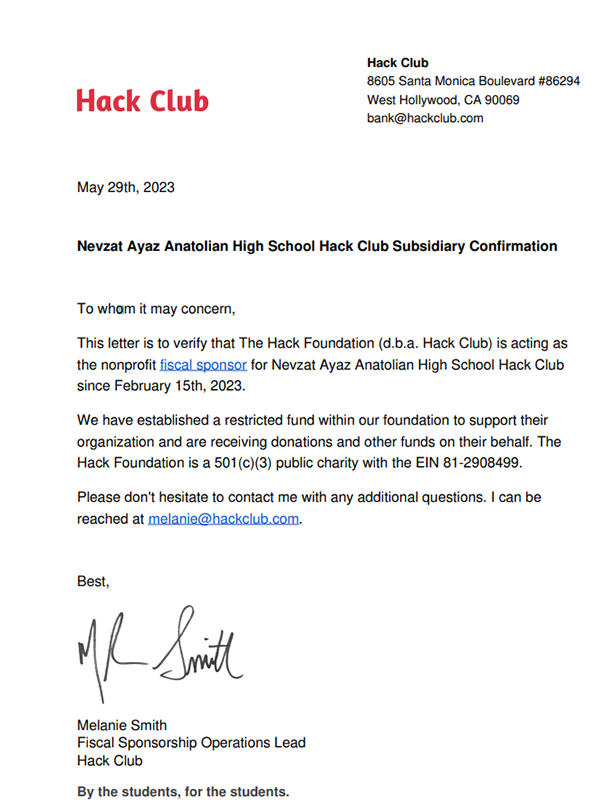 Hack Club
8605 Santa Monica Boulevard #86294
West Hollywood, CA 90069
bank@hackclub.com
Hack Club
May 29th, 2023
Nevzat Ayaz Anatolian High School Hack Club Subsidiary Confirmation
To whom it may concern,
This letter is to verify that The Hack Foundation (d.b.a. Hack Club) is acting as
the nonprofit fiscal sponsor for Nevzat Ayaz Anatolian High School Hack Club
since February 15th, 2023.
We have established a restricted fund within our foundation to support their
organization and are receiving donations and other funds on their behalf. The
Hack Foundation is a 501(c)(3) public charity with the EIN 81-2908499.
Please don't hesitate to contact me with any additional questions. I can be
reached at melanie@hackclub.com.
Best,
M Smith
Melanie Smith
Fiscal Sponsorship Operations Lead
Hack Club
By the students, for the students.